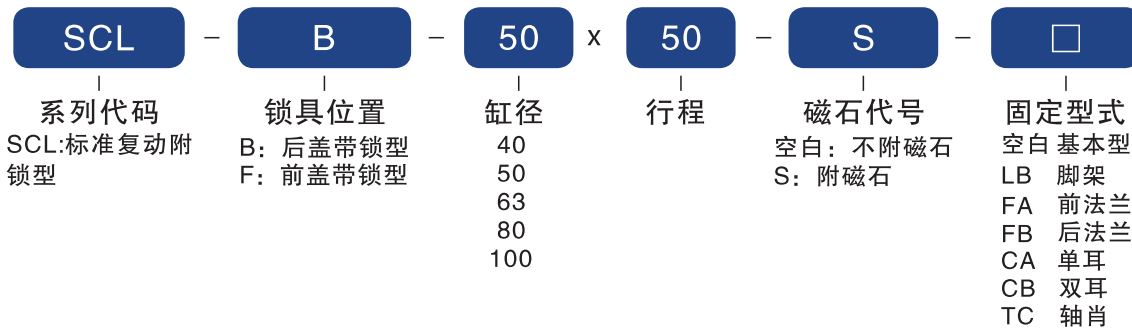 SCL - B - 50 x 50 - S - □
系列代码 锁具位置 缸径 行程 磁石代号 固定型式
SCL:标准复动附
锁型
B：后盖带锁型
F：前盖带锁型
40
50
63
80
100
空白：不附磁石
S：附磁石
空白 基本型
LB 脚架
FA 前法兰
FB 后法兰
CA 单耳
CB 双耳
TC 轴肖